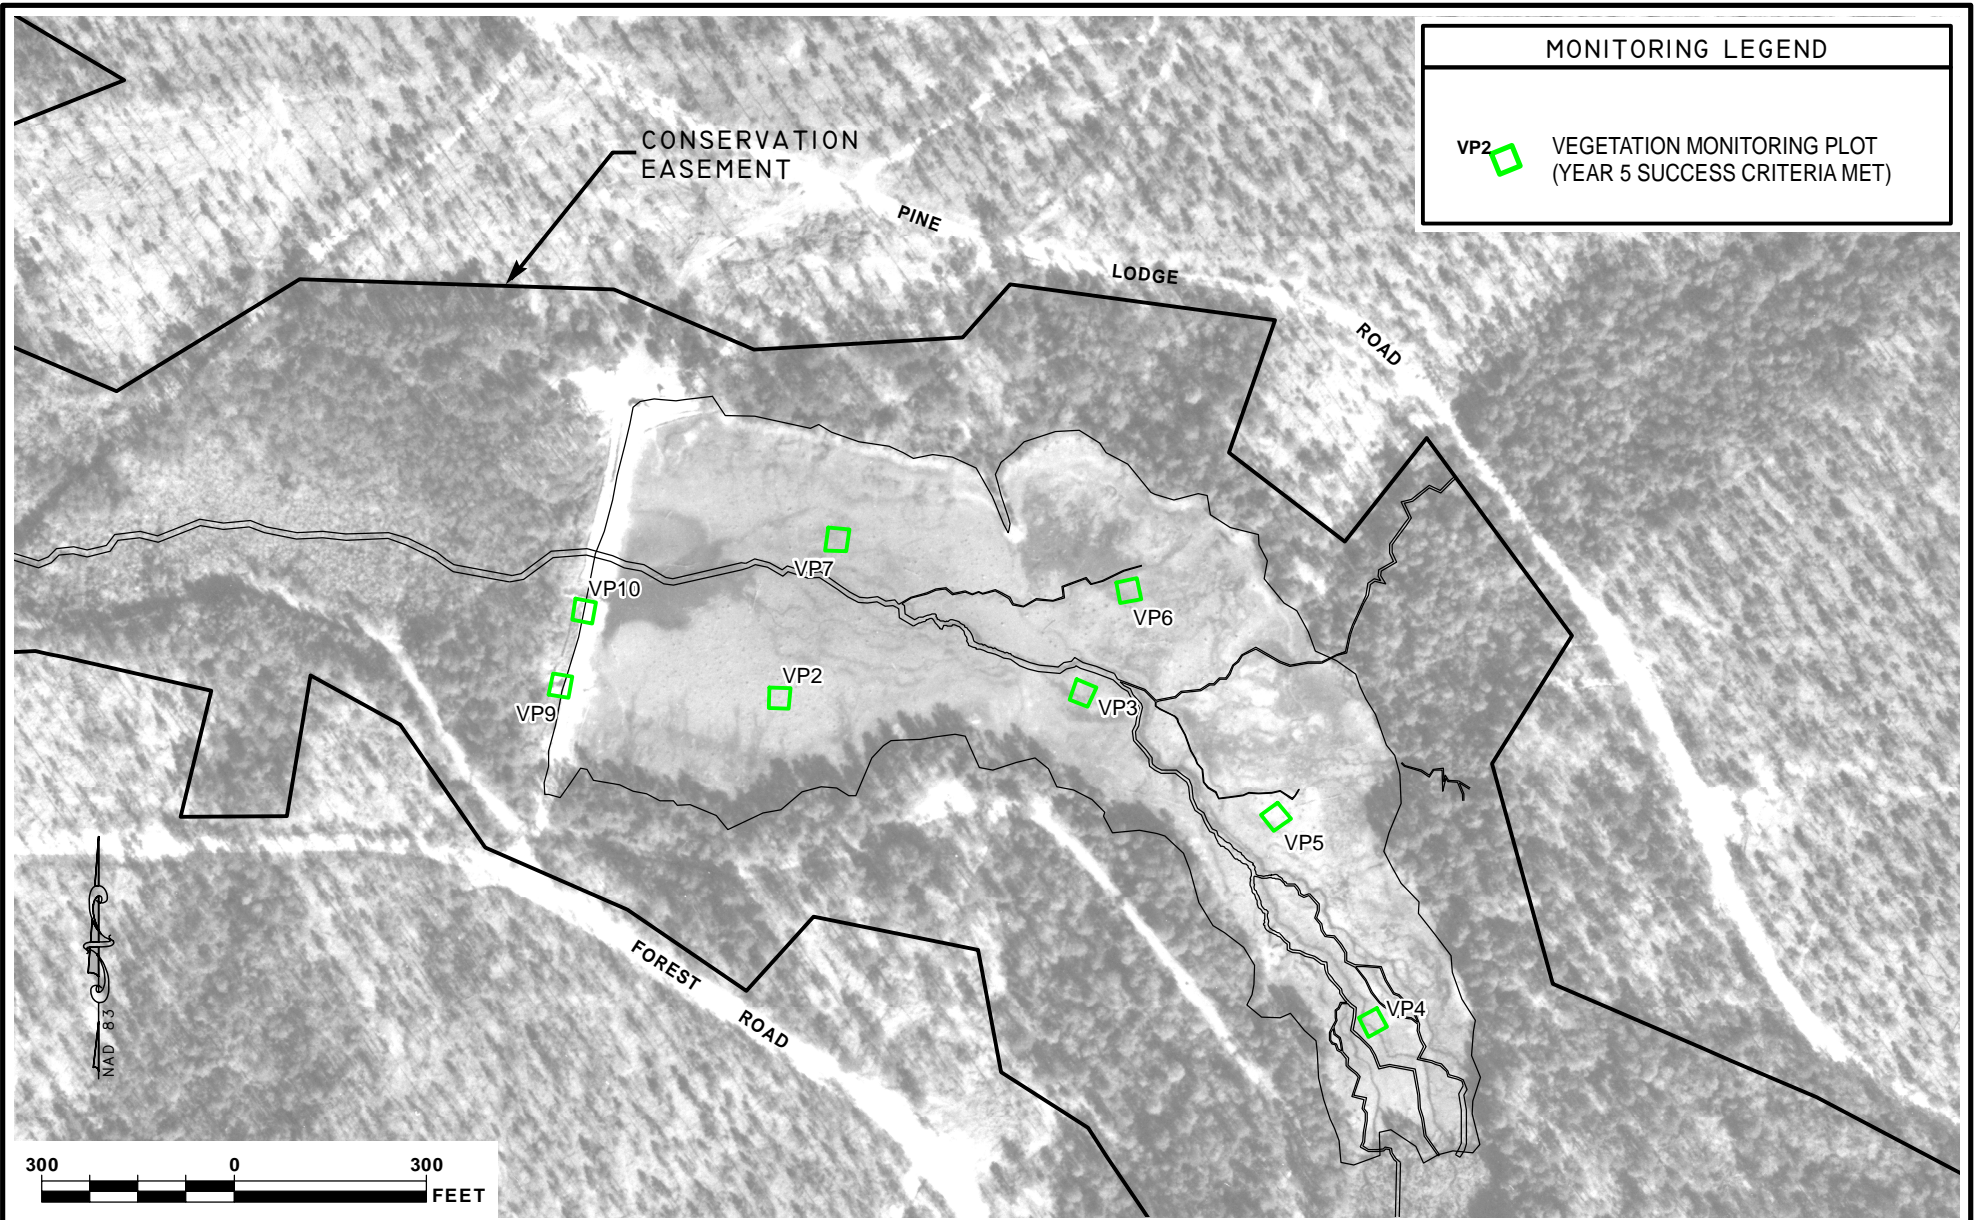 MONITORING LEGEND
VP2
VEGETATION MONITORING PLOT
(YEAR 5 SUCCESS CRITERIA MET)
CONSERVATION
EASEMENT
PINE
LODGE
ROAD
VP7
VP10
VP6
VP2
VP3
VP9
VP5
VP4
FOREST
ROAD
NAD 83
300 0 300
FEET